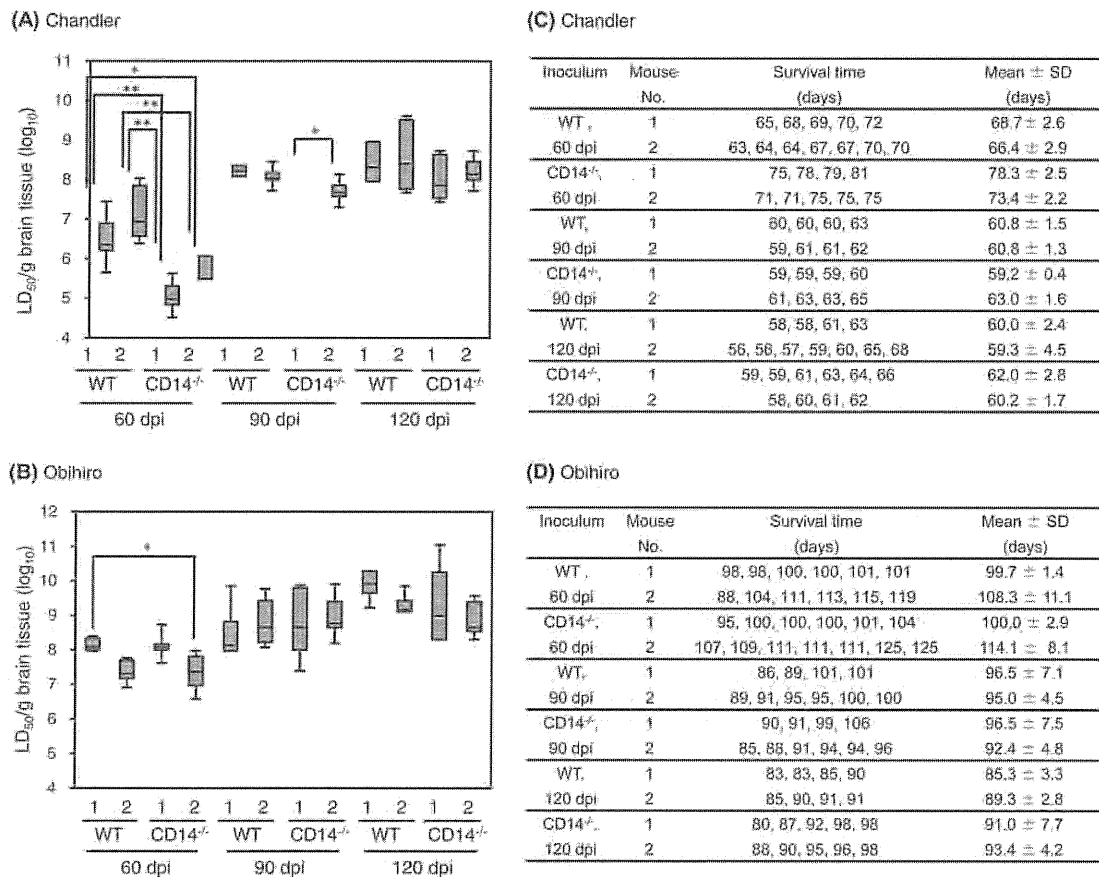 (A) Chandler
LD50/g brain tissue (log10)
11
10
9
8
7
6
5
4
*
**
**
**
*
1 2 1 2 1 2 1 2 1 2 1 2
WT CD14-/- WT CD14-/- WT CD14-/-
60 dpi 90 dpi 120 dpi
(B) Obihiro
LD50/g brain tissue (log10)
12
11
10
9
8
7
6
5
4
*
1 2 1 2 1 2 1 2 1 2 1 2
WT CD14-/- WT CD14-/- WT CD14-/-
60 dpi 90 dpi 120 dpi
(C) Chandler
Inoculum Mouse Survival time Mean ± SD
No. (days) (days)
WT, 1 65, 68, 69, 70, 72 68.7 ± 2.6
60 dpi 2 63, 64, 64, 67, 67, 70, 70 66.4 ± 2.9
CD14-/-, 1 75, 78, 79, 81 78.3 ± 2.5
60 dpi 2 71, 71, 75, 75, 75 73.4 ± 2.2
WT, 1 60, 60, 60, 63 60.8 ± 1.5
90 dpi 2 59, 61, 61, 62 60.8 ± 1.3
CD14-/-, 1 59, 59, 59, 60 59.2 ± 0.4
90 dpi 2 61, 63, 63, 65 63.0 ± 1.6
WT, 1 58, 58, 61, 63 60.0 ± 2.4
120 dpi 2 56, 56, 57, 59, 60, 65, 68 59.3 ± 4.5
CD14-/-, 1 59, 59, 61, 63, 64, 66 62.0 ± 2.8
120 dpi 2 58, 60, 61, 62 60.2 ± 1.7
(D) Obihiro
Inoculum Mouse Survival time Mean ± SD
No. (days) (days)
WT, 1 98, 98, 100, 100, 101, 101 99.7 ± 1.4
60 dpi 2 88, 104, 111, 113, 115, 119 108.3 ± 11.1
CD14-/-, 1 95, 100, 100, 100, 101, 104 100.0 ± 2.9
60 dpi 2 107, 109, 111, 111, 111, 125, 125 114.1 ± 8.1
WT, 1 86, 89, 101, 101 96.5 ± 7.1
90 dpi 2 89, 91, 95, 95, 100, 100 95.0 ± 4.5
CD14-/-, 1 90, 91, 99, 106 96.5 ± 7.5
90 dpi 2 85, 88, 91, 94, 94, 96 92.4 ± 4.8
WT, 1 83, 83, 85, 90 85.3 ± 3.3
120 dpi 2 85, 90, 91, 91 89.3 ± 2.8
CD14-/-, 1 80, 87, 92, 98, 98 91.0 ± 7.7
120 dpi 2 88, 90, 95, 96, 98 93.4 ± 4.2